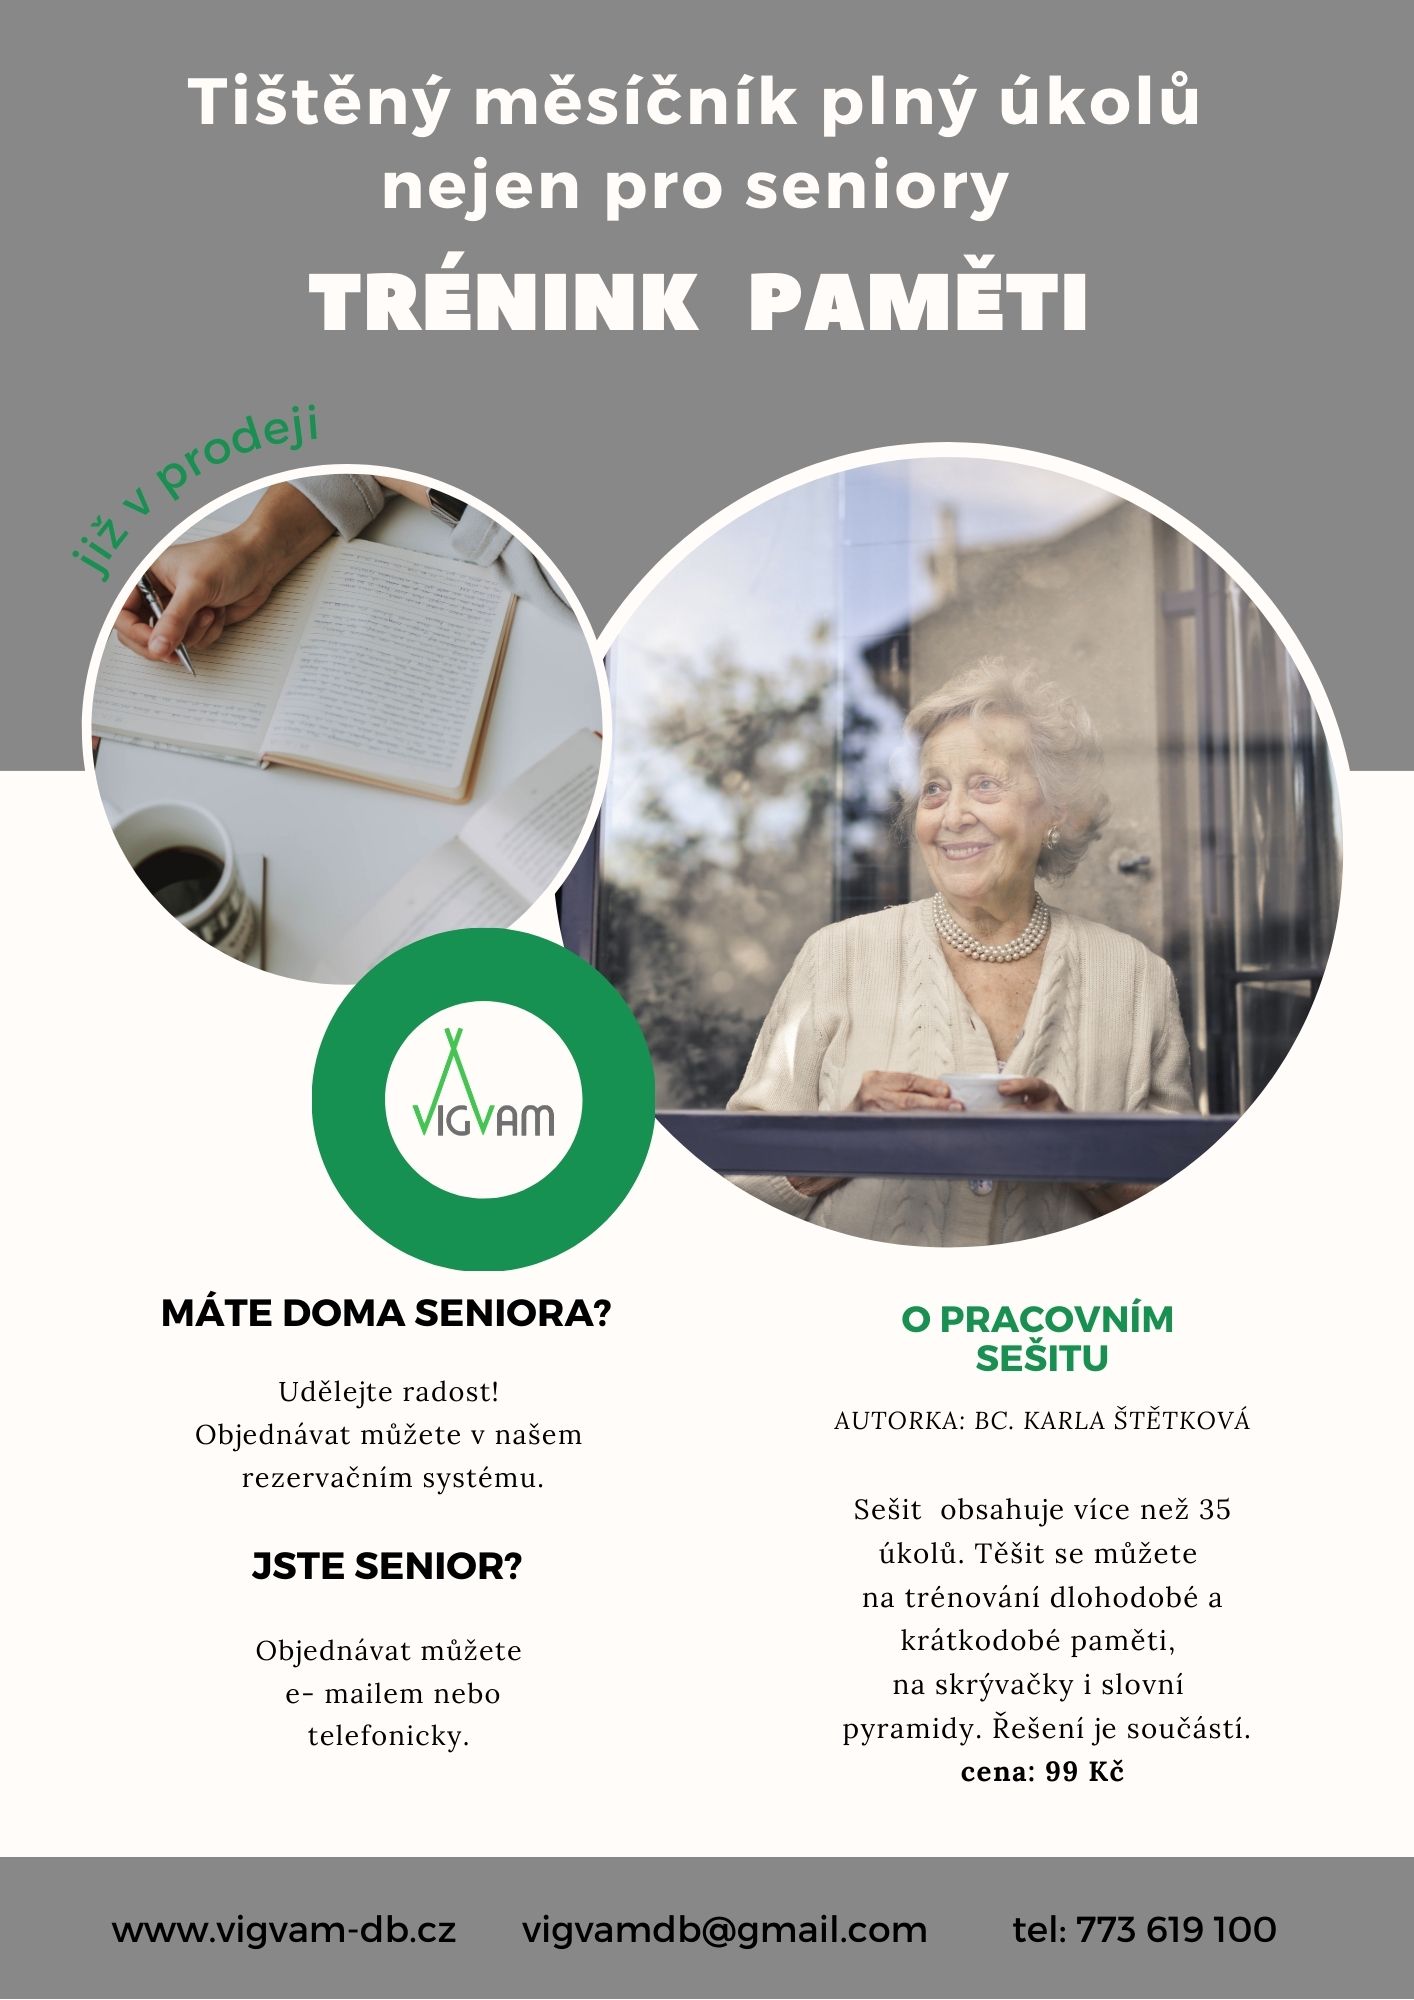 Tištěný měsíčník plný úkolů
nejen pro seniory
TRÉNINK PAMĚTI
již v prodeji
VIGVAM
MÁTE DOMA SENIORA?
Udělejte radost!
Objednávat můžete v našem
rezervačním systému.
JSTE SENIOR?
Objednávat můžete
e- mailem nebo
telefonicky.
O PRACOVNÍM
SEŠITU
AUTORKA: BC. KARLA ŠTĚTKOVÁ
Sešit obsahuje více než 35
úkolů. Těšit se můžete
na trénování dlohodobé a
krátkodobé paměti,
na skrývačky i slovní
pyramidy. Řešení je součástí.
cena: 99 Kč
www.vigvam-db.cz vigvamdb@gmail.com tel: 773 619 100